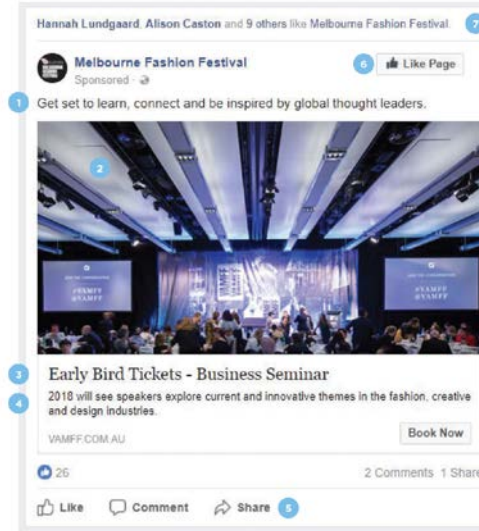 Hannah Lundgaard, Alison Caston and 9 others like Melbourne Fashion Festival.
7
Melbourne Fashion Festival
Sponsored ·
6
Like Page
1
Get set to learn, connect and be inspired by global thought leaders.
2
#VAMFF
@VAMFF
#VAMFF
@VAMFF
3
Early Bird Tickets - Business Seminar
4
2018 will see speakers explore current and innovative themes in the fashion, creative
and design industries.
VAMFF.COM.AU
Book Now
26
2 Comments 1 Share
Like
Comment
Share
5